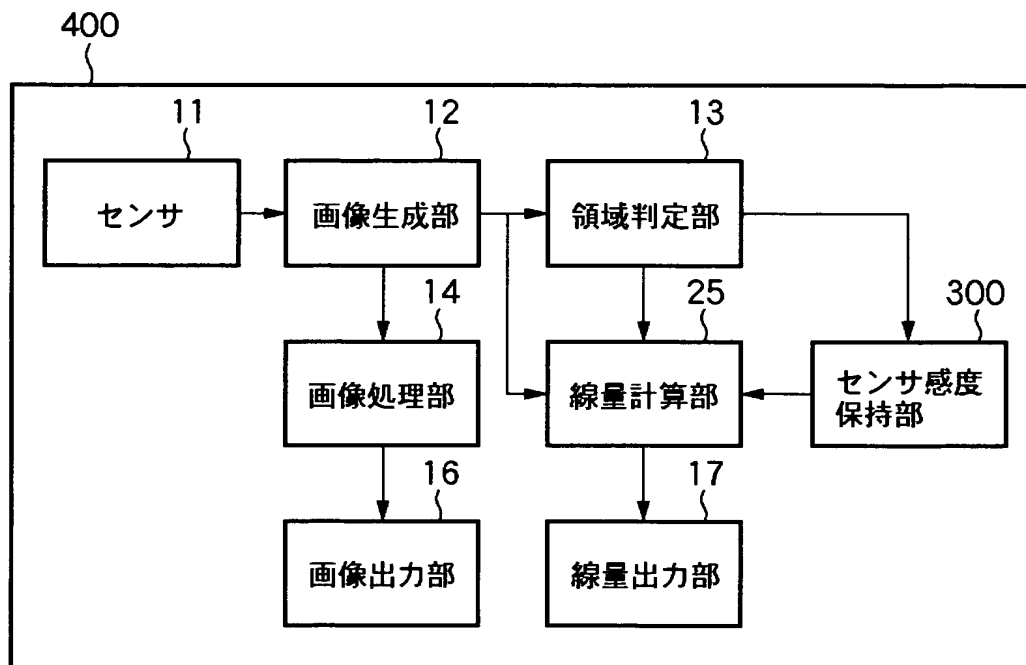 400
11
12
13
センサ
画像生成部
領域判定部
14
25
300
画像処理部
線量計算部
センサ感度
保持部
16
17
画像出力部
線量出力部